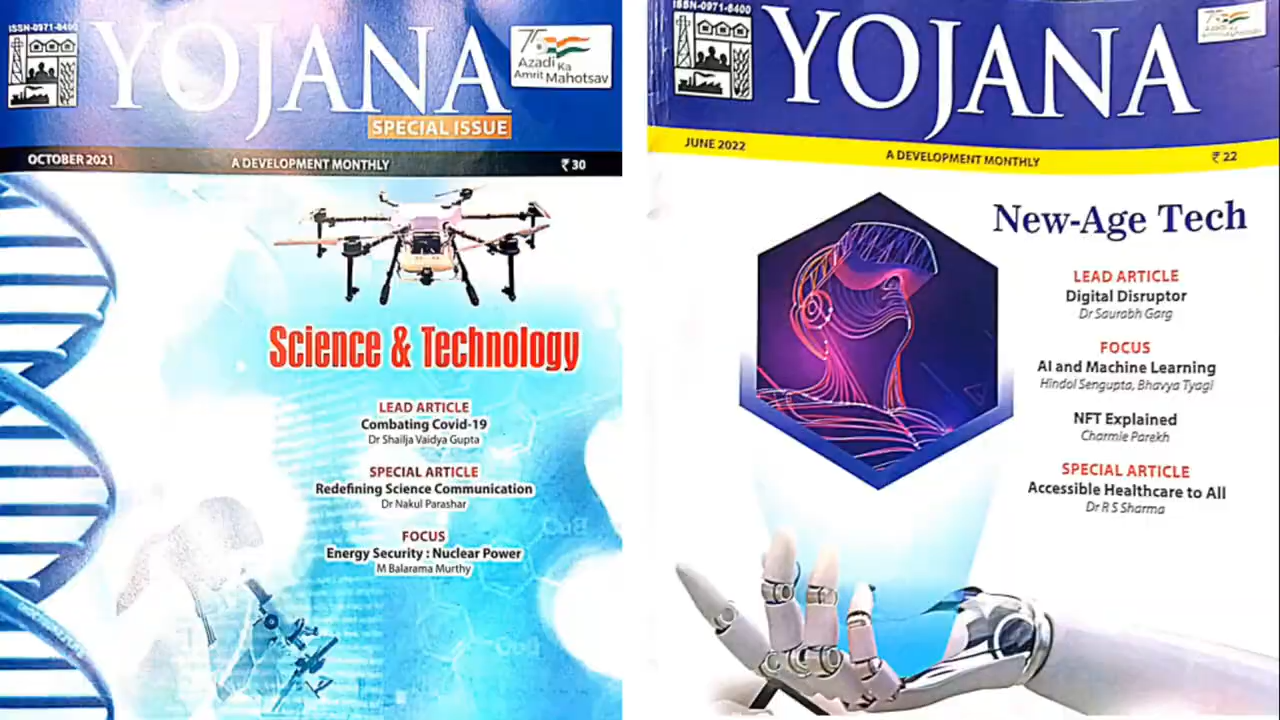 ISSN-0971-8400
YOJANA
75
Azadi Ka
Amrit Mahotsav
SPECIAL ISSUE
OCTOBER 2021
A DEVELOPMENT MONTHLY
₹ 30
Science & Technology
LEAD ARTICLE
Combating Covid-19
Dr Shailja Vaidya Gupta
SPECIAL ARTICLE
Redefining Science Communication
Dr Nakul Parashar
FOCUS
Energy Security : Nuclear Power
M Balarama Murthy
ISSN-0971-8400
YOJANA
75
JUNE 2022
A DEVELOPMENT MONTHLY
₹ 22
New-Age Tech
LEAD ARTICLE
Digital Disruptor
Dr Saurabh Garg
FOCUS
AI and Machine Learning
Hindol Sengupta, Bhavya Tyagi
NFT Explained
Charmie Parekh
SPECIAL ARTICLE
Accessible Healthcare to All
Dr R S Sharma